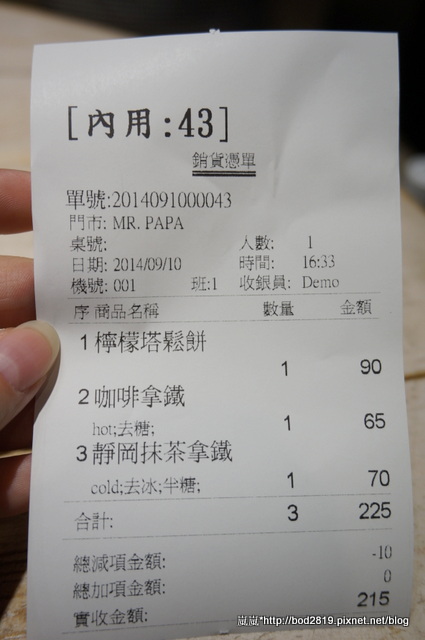 [內用:43]
銷貨憑單
單號:2014091000043
門市: MR. PAPA
桌號: 人數: 1
日期: 2014/09/10 時間: 16:33
機號: 001 班:1 收銀員: Demo
序 商品名稱 數量 金額
1 檸檬塔鬆餅
1 90
2 咖啡拿鐵
hot;去糖; 1 65
3 靜岡抹茶拿鐵
cold;去冰;半糖; 1 70
合計: 3 225
總減項金額: -10
總加項金額: 0
實收金額: 215
嵐嵐*http://bod2819.pixnet.net/blog